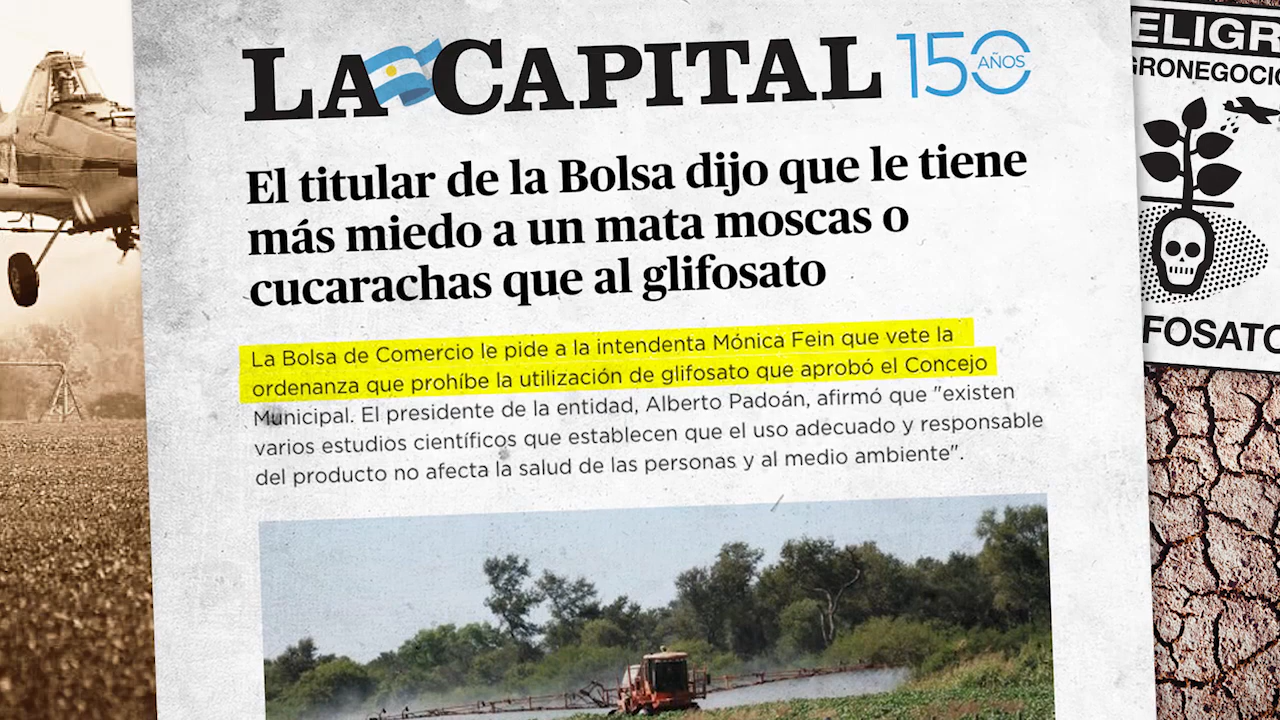 LA CAPITAL 150 AÑOS
El titular de la Bolsa dijo que le tiene
más miedo a un mata moscas o
cucarachas que al glifosato
La Bolsa de Comercio le pide a la intendenta Mónica Fein que vete la
ordenanza que prohíbe la utilización de glifosato que aprobó el Concejo
Municipal. El presidente de la entidad, Alberto Padoán, afirmó que "existen
varios estudios científicos que establecen que el uso adecuado y responsable
del producto no afecta la salud de las personas y al medio ambiente".
ELIGR
GRONEGOCIO
FOSATO